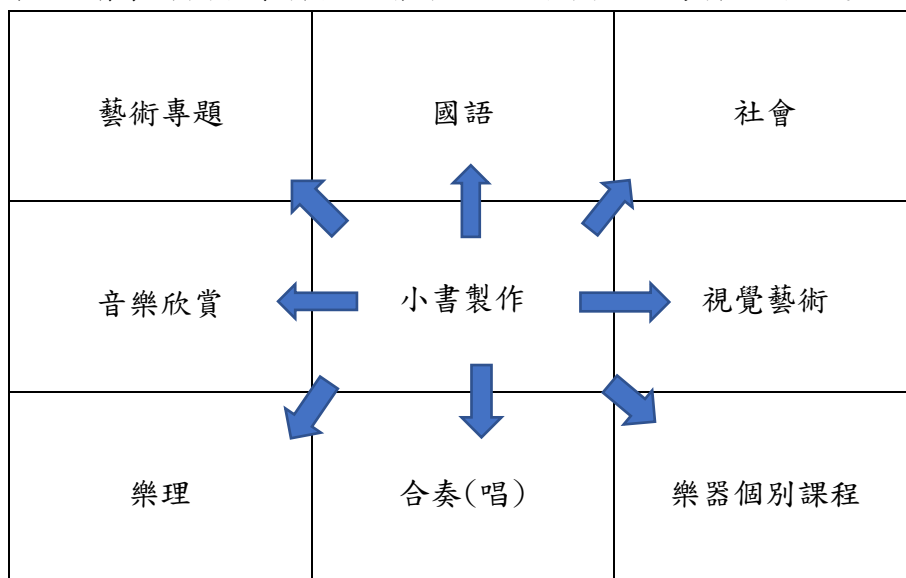 藝術專題
國語
社會
音樂欣賞
小書製作
視覺藝術
樂理
合奏(唱)
樂器個別課程